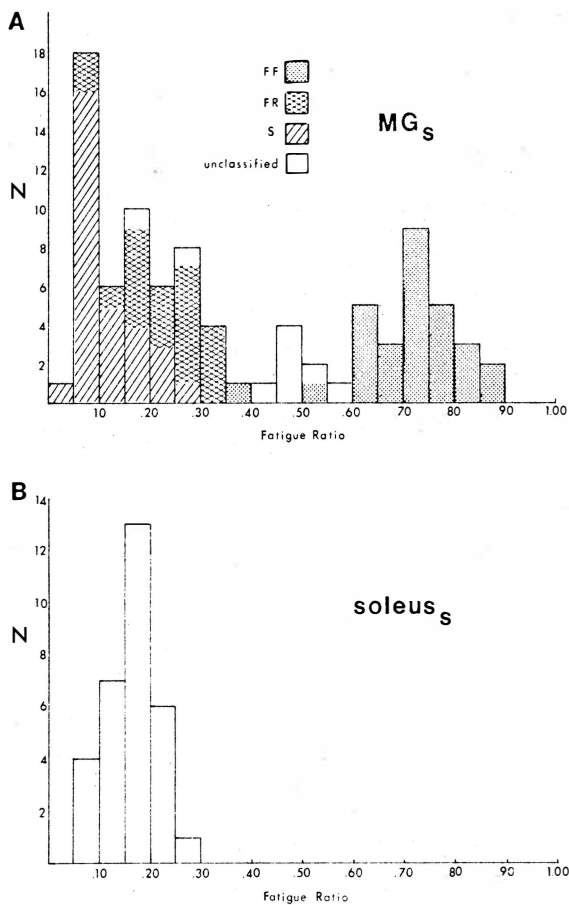 A
18
16
14
12
10
8
6
4
2
N
FF
FR
S
unclassified
MGs
.10 .20 .30 .40 .50 .60 .70 .80 .90 1.00
Fatigue Ratio
B
14
12
10
8
6
4
2
N
soleuss
.10 .20 .30 .40 .50 .60 .70 .80 .90 1.00
Fatigue Ratio